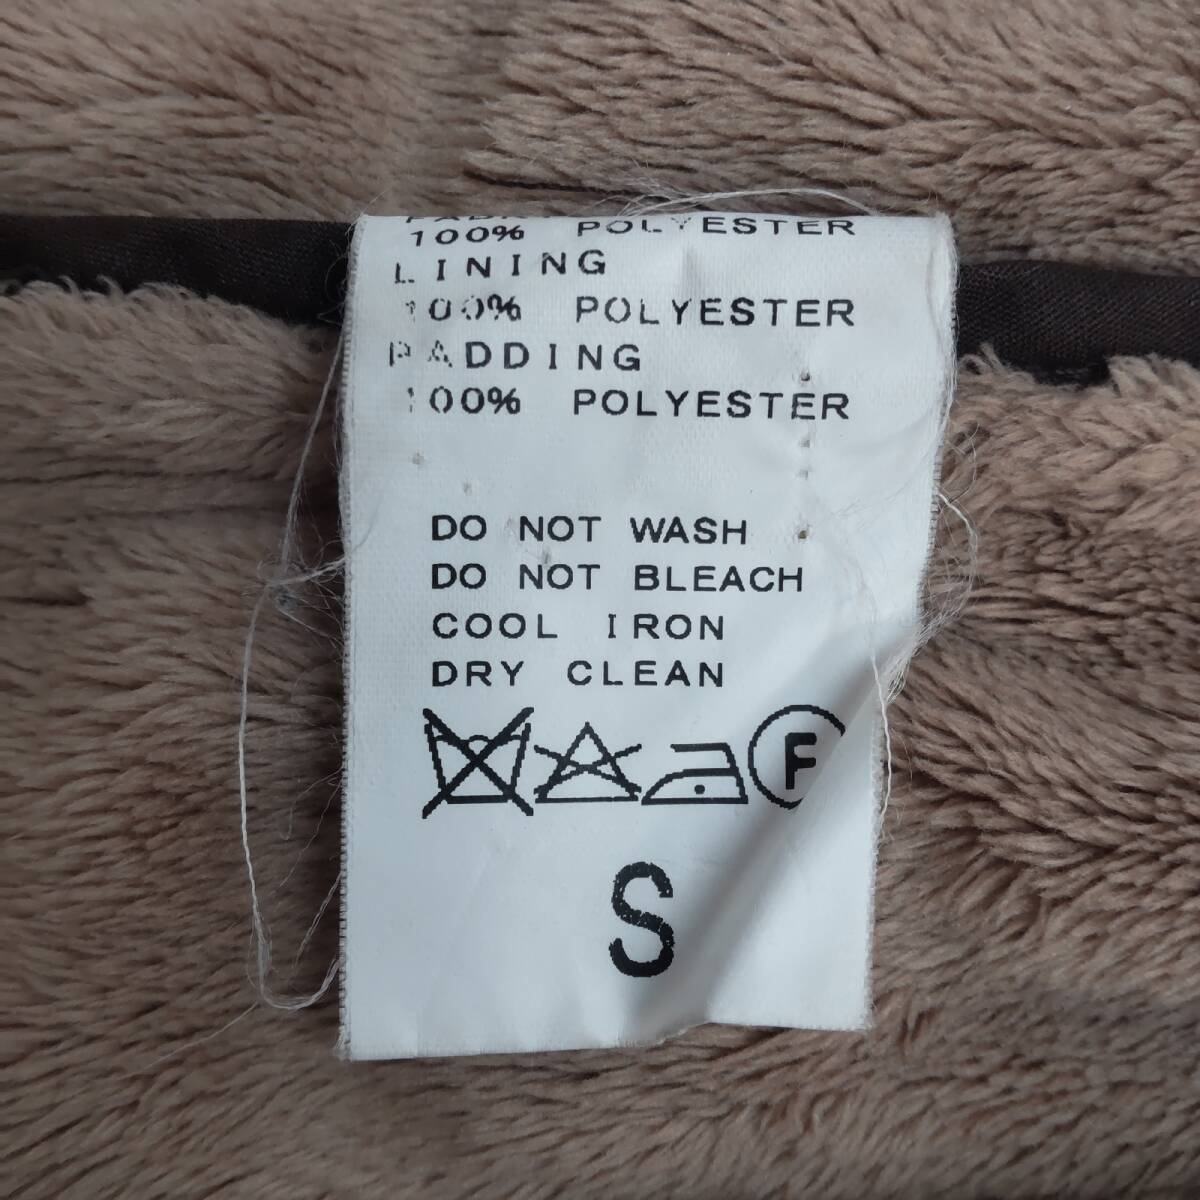 100% POLYESTER
LINING
100% POLYESTER
PADDING
100% POLYESTER
DO NOT WASH
DO NOT BLEACH
COOL IRON
DRY CLEAN
F
S